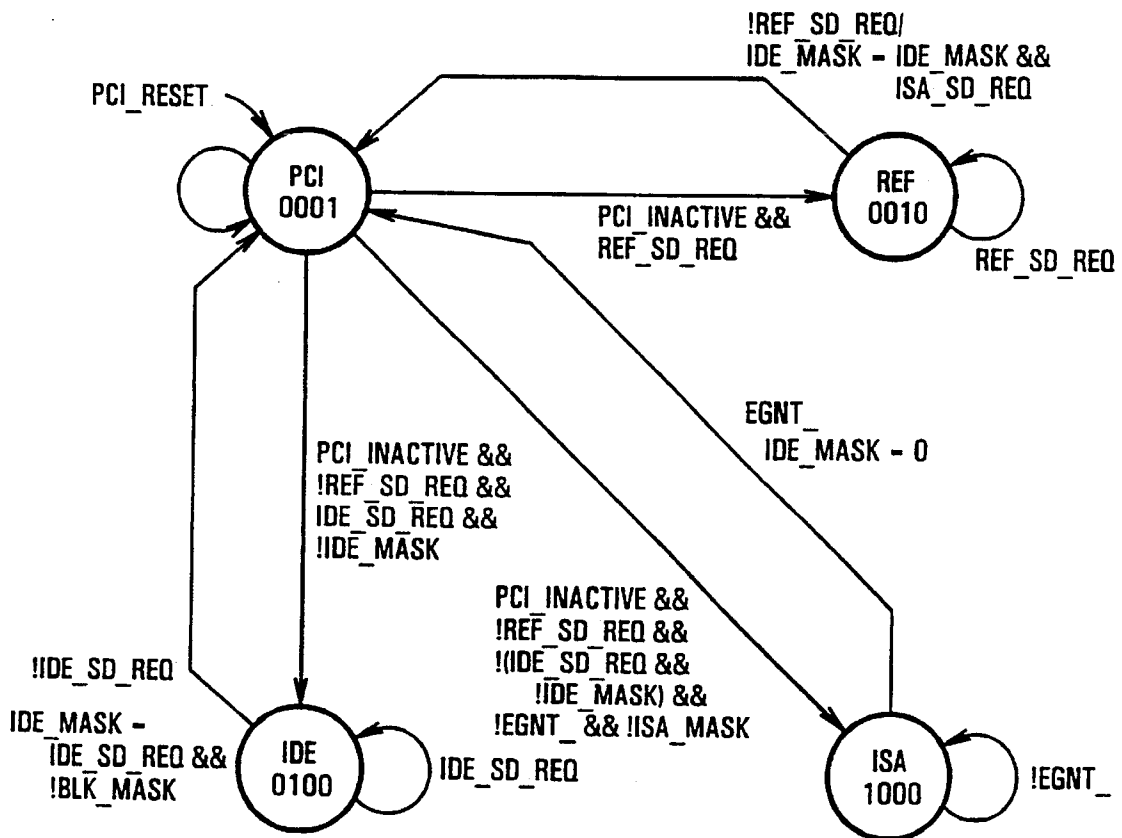 !REF_SD_REQ/
IDE_MASK = IDE_MASK &&
ISA_SD_REQ
PCI_RESET
PCI
0001
REF
0010
PCI_INACTIVE &&
REF_SD_REQ
REF_SD_REQ
EGNT_
IDE_MASK = 0
PCI_INACTIVE &&
!REF_SD_REQ &&
IDE_SD_REQ &&
!IDE_MASK
PCI_INACTIVE &&
!REF_SD_REQ &&
!(IDE_SD_REQ &&
!IDE_MASK) &&
!EGNT_ && !ISA_MASK
!IDE_SD_REQ
IDE_MASK =
IDE_SD_REQ &&
!BLK_MASK
IDE
0100
IDE_SD_REQ
ISA
1000
!EGNT_